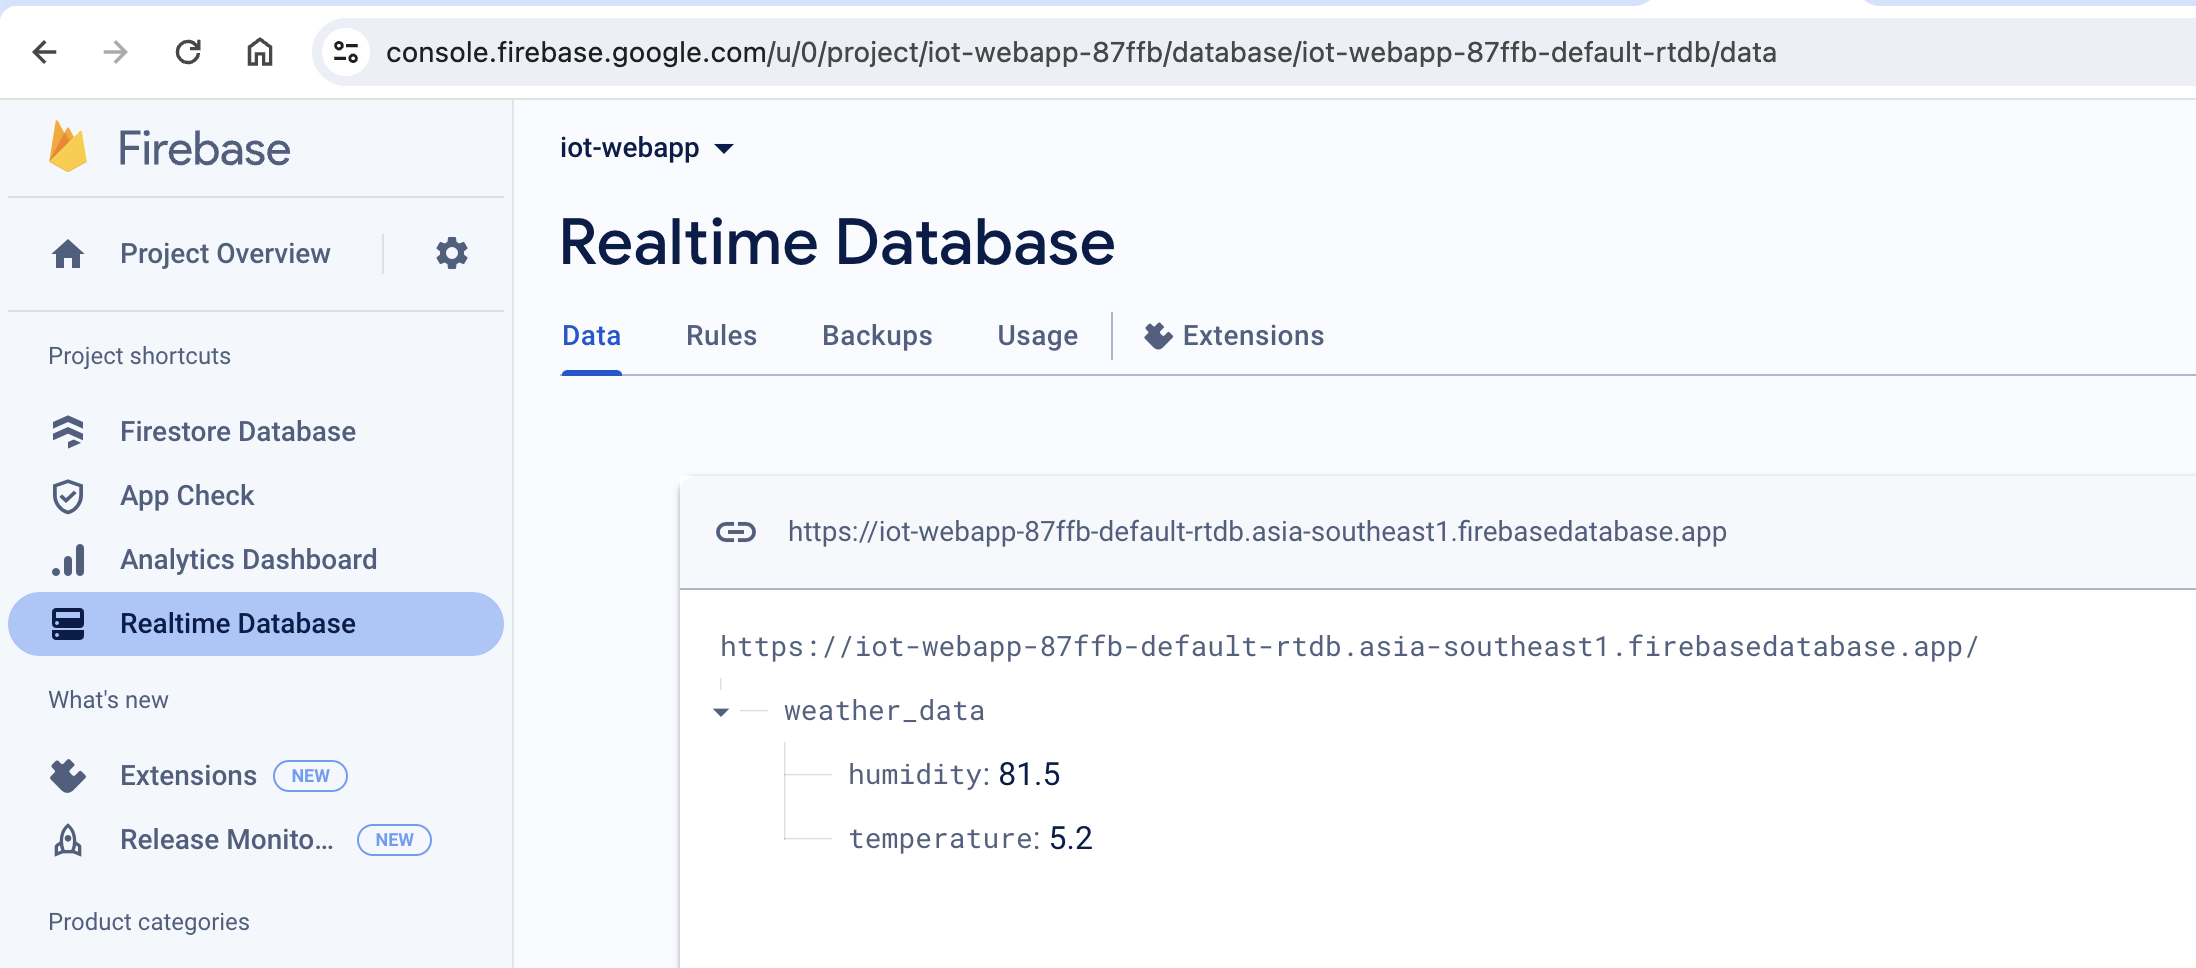 console.firebase.google.com/u/0/project/iot-webapp-87ffb/database/iot-webapp-87ffb-default-rtdb/data
Firebase
Project Overview
Project shortcuts
Firestore Database
App Check
Analytics Dashboard
Realtime Database
What's new
Extensions NEW
Release Monito... NEW
Product categories
iot-webapp
Realtime Database
Data Rules Backups Usage Extensions
https://iot-webapp-87ffb-default-rtdb.asia-southeast1.firebasedatabase.app
https://iot-webapp-87ffb-default-rtdb.asia-southeast1.firebasedatabase.app/
weather_data
humidity: 81.5
temperature: 5.2